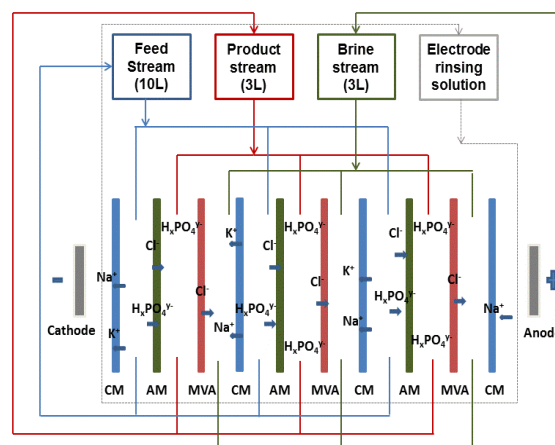 Feed
Stream
(10L)
Product
stream
(3L)
Brine
stream
(3L)
Electrode
rinsing
solution
HₓPO₄ʸ⁻
HₓPO₄ʸ⁻
HₓPO₄ʸ⁻
K⁺
Cl⁻
Cl⁻
Cl⁻
Na⁺
Cl⁻
Cl⁻
K⁺
Cl⁻
HₓPO₄ʸ⁻
HₓPO₄ʸ⁻
HₓPO₄ʸ⁻
Na⁺
Na⁺
Na⁺
Cathode
Anode
K⁺
HₓPO₄ʸ⁻
HₓPO₄ʸ⁻
CM
AM
MVA
CM
AM
MVA
CM
AM
MVA
CM